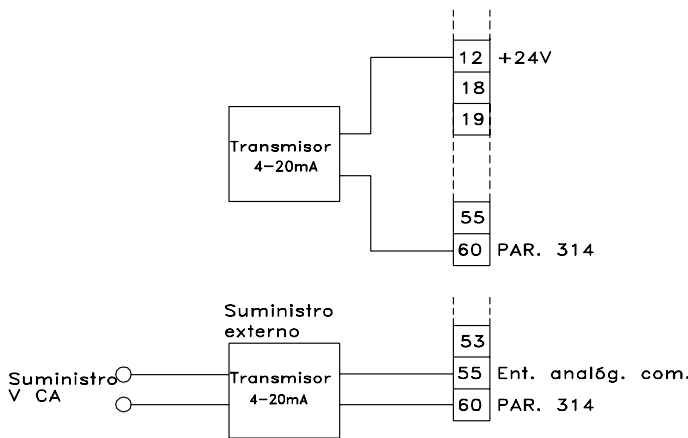 12 +24V
18
19
Transmisor
4-20mA
55
60 PAR. 314
Suministro
externo
53
Suministro
V CA
Transmisor
4-20mA
55 Ent. analóg. com.
60 PAR. 314